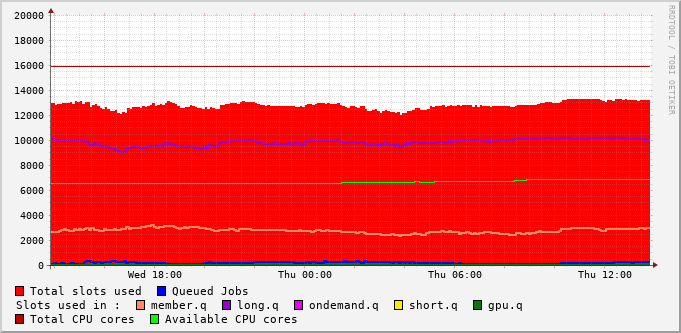 20000
18000
16000
14000
12000
10000
8000
6000
4000
2000
0
Wed 18:00 Thu 00:00 Thu 06:00 Thu 12:00
RRDTOOL / TOBI OETIKER
Total slots used Queued Jobs
Slots used in : member.q long.q ondemand.q short.q gpu.q
Total CPU cores Available CPU cores